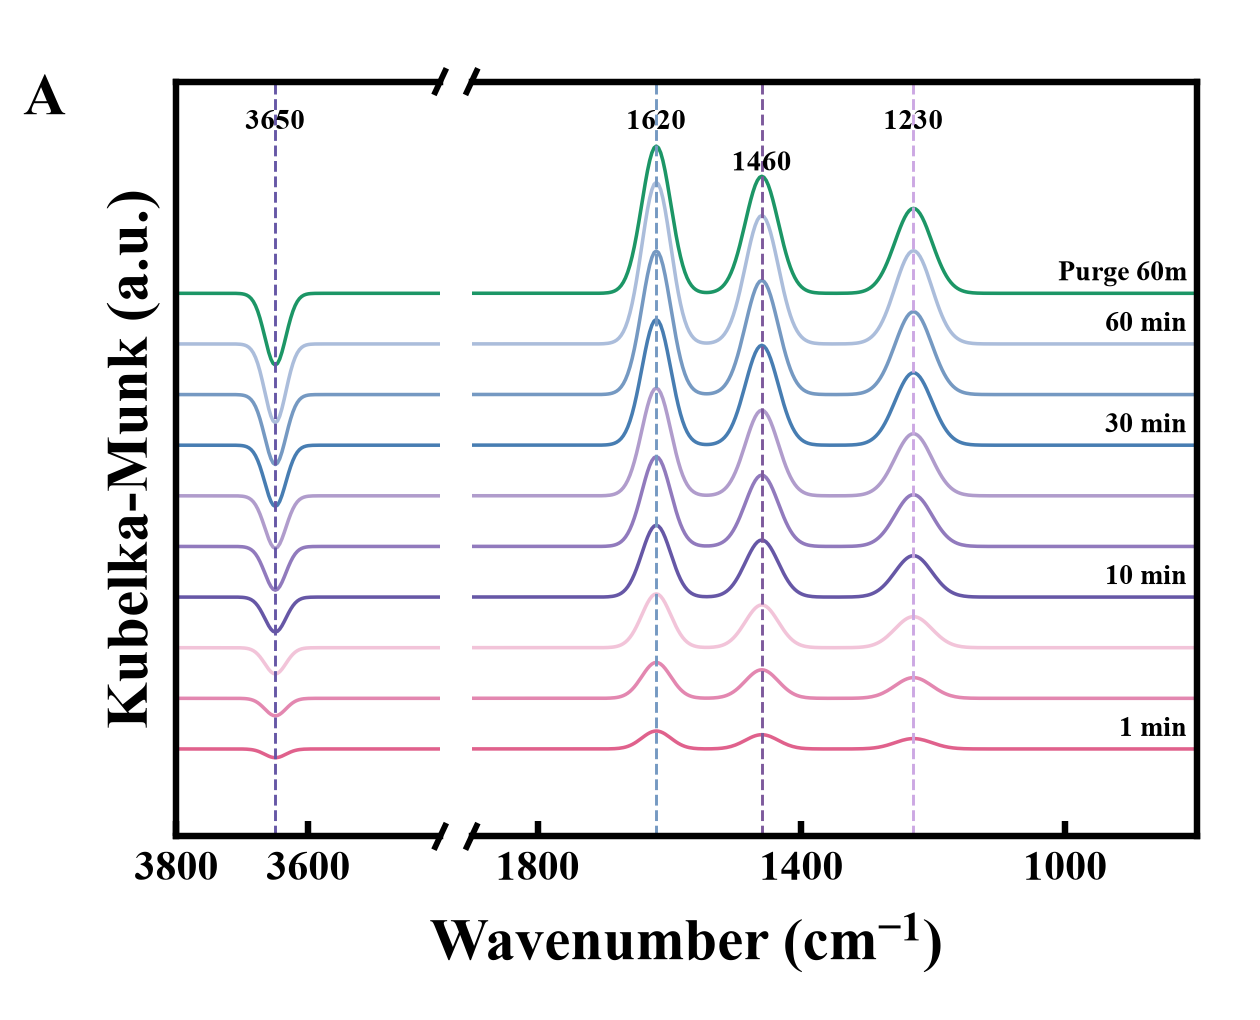 A
3650
1620
1230
1460
Purge 60m
60 min
30 min
10 min
1 min
Kubelka-Munk (a.u.)
3800
3600
1800
1400
1000
Wavenumber (cm⁻¹)